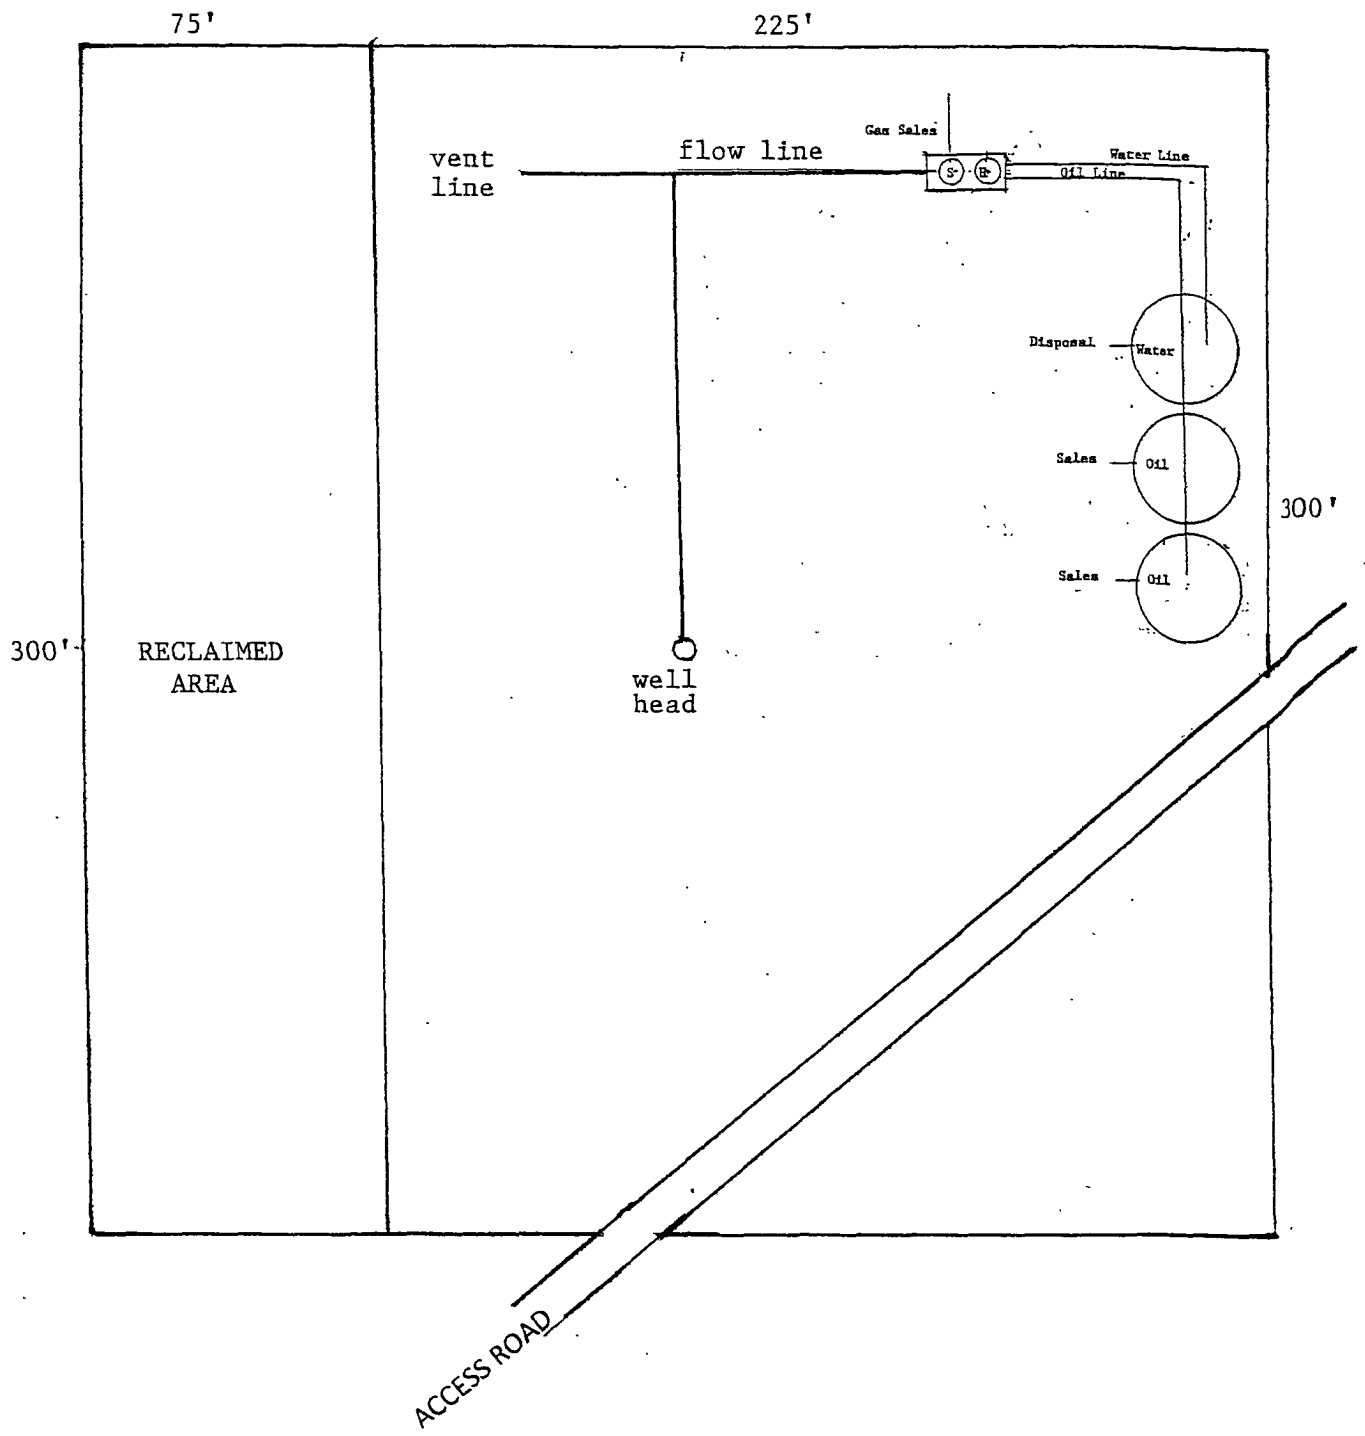 75'
225'
Gas Sales
vent
line
flow line
Water Line
Oil Line
S
Disposal
Water
Sales
Oil
300'
Sales
Oil
300'
RECLAIMED
AREA
well
head
ACCESS ROAD